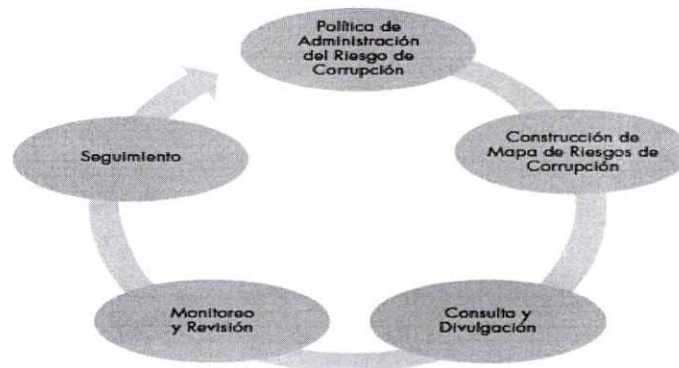 Política de
Administración
del Riesgo de
Corrupción
Construcción de
Mapa de Riesgos de
Corrupción
Consulta y
Divulgación
Monitoreo
y Revisión
Seguimiento